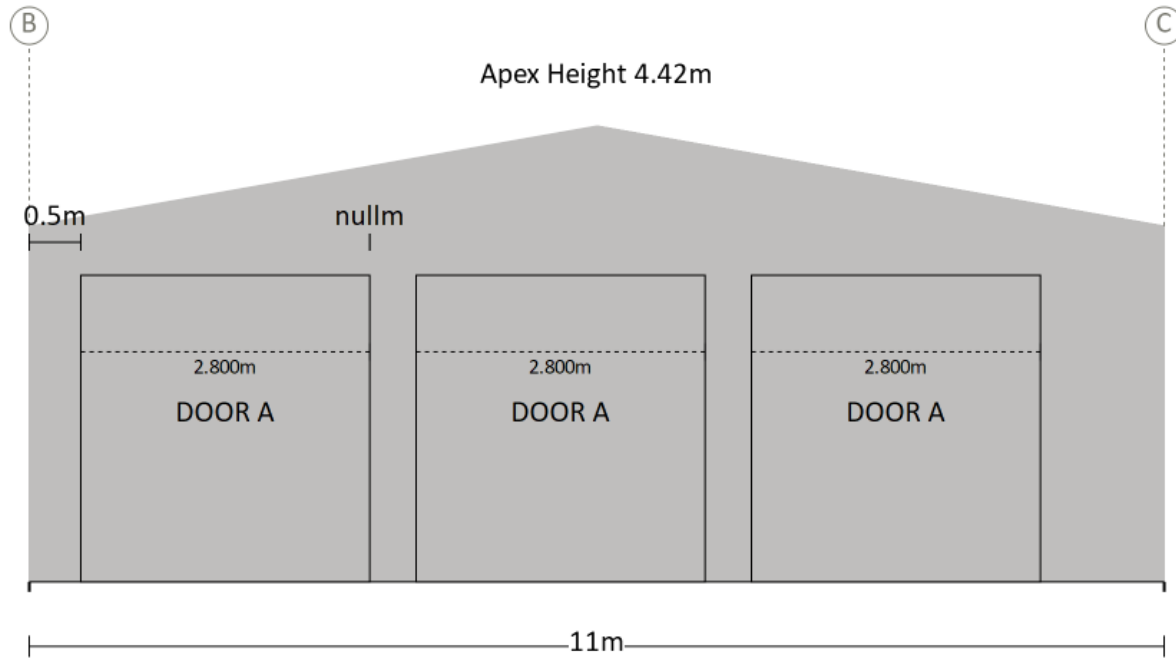 B
C
Apex Height 4.42m
0.5m
nullm
2.800m
2.800m
2.800m
DOOR A
DOOR A
DOOR A
11m